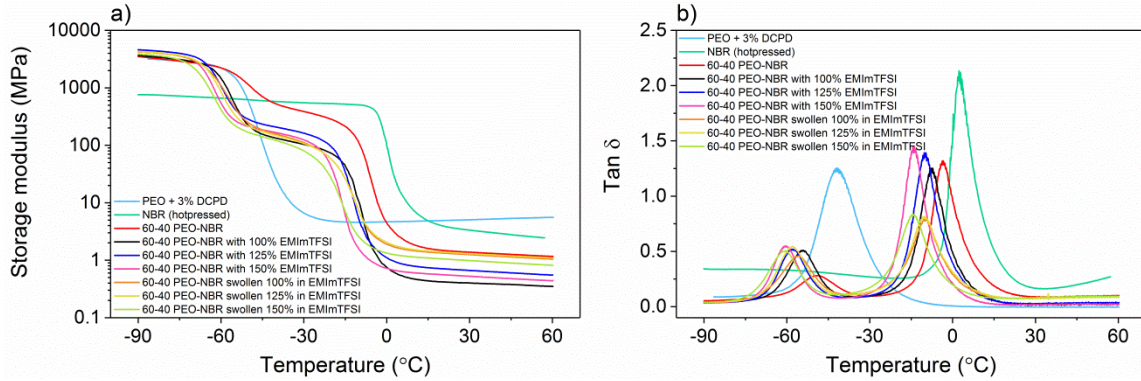 a)
Storage modulus (MPa)
10000
1000
100
10
1
0.1
PEO + 3% DCPD
NBR (hotpressed)
60-40 PEO-NBR
60-40 PEO-NBR with 100% EMImTFSI
60-40 PEO-NBR with 125% EMImTFSI
60-40 PEO-NBR with 150% EMImTFSI
60-40 PEO-NBR swollen 100% in EMImTFSI
60-40 PEO-NBR swollen 125% in EMImTFSI
60-40 PEO-NBR swollen 150% in EMImTFSI
-90 -60 -30 0 30 60
Temperature (°C)
b)
Tan δ
2.5
2.0
1.5
1.0
0.5
0.0
PEO + 3% DCPD
NBR (hotpressed)
60-40 PEO-NBR
60-40 PEO-NBR with 100% EMImTFSI
60-40 PEO-NBR with 125% EMImTFSI
60-40 PEO-NBR with 150% EMImTFSI
60-40 PEO-NBR swollen 100% in EMImTFSI
60-40 PEO-NBR swollen 125% in EMImTFSI
60-40 PEO-NBR swollen 150% in EMImTFSI
-90 -60 -30 0 30 60
Temperature (°C)